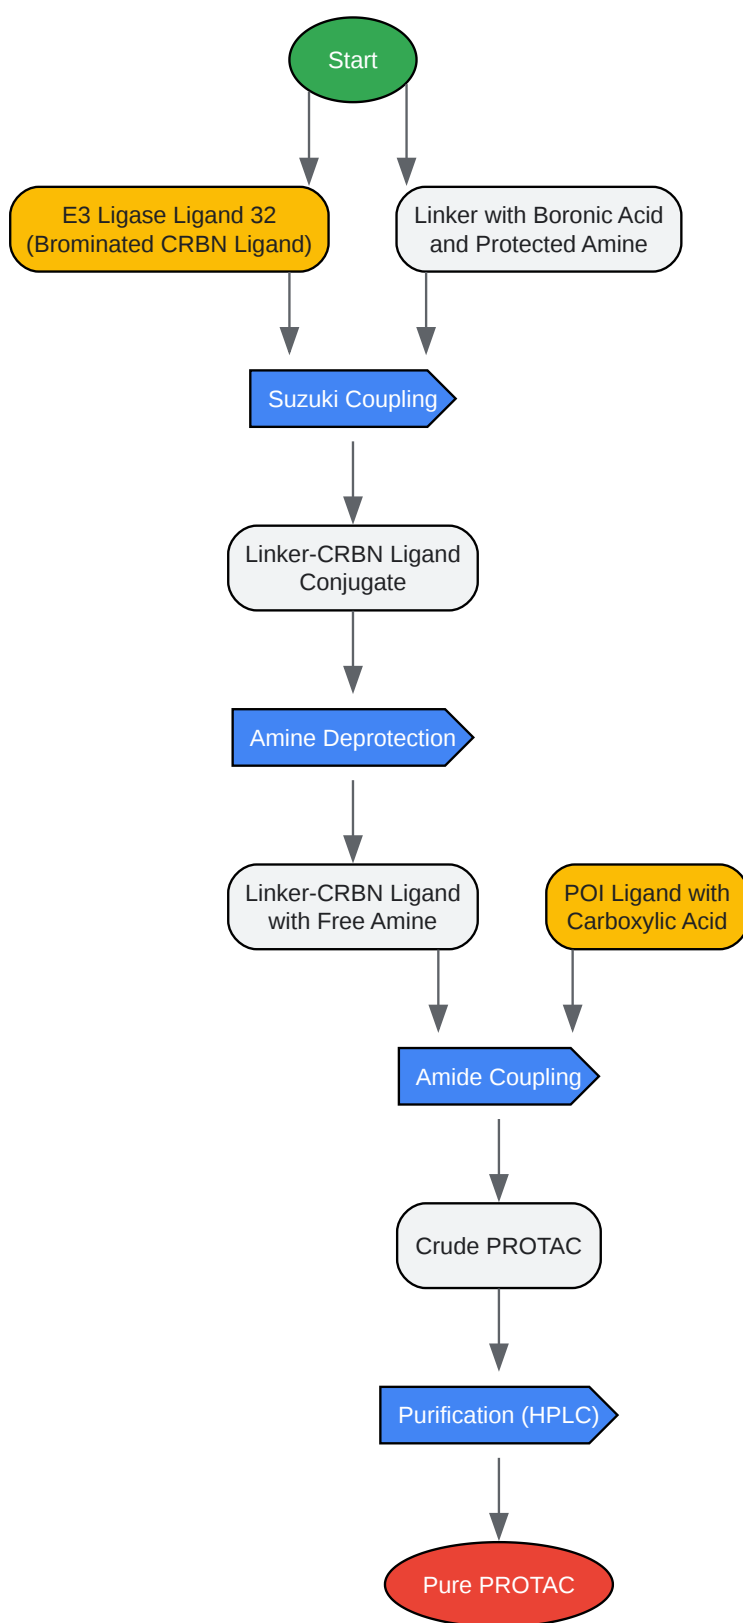 Start
E3 Ligase Ligand 32
(Brominated CRBN Ligand)
Linker with Boronic Acid
and Protected Amine
Suzuki Coupling
Linker-CRBN Ligand
Conjugate
Amine Deprotection
Linker-CRBN Ligand
with Free Amine
POI Ligand with
Carboxylic Acid
Amide Coupling
Crude PROTAC
Purification (HPLC)
Pure PROTAC